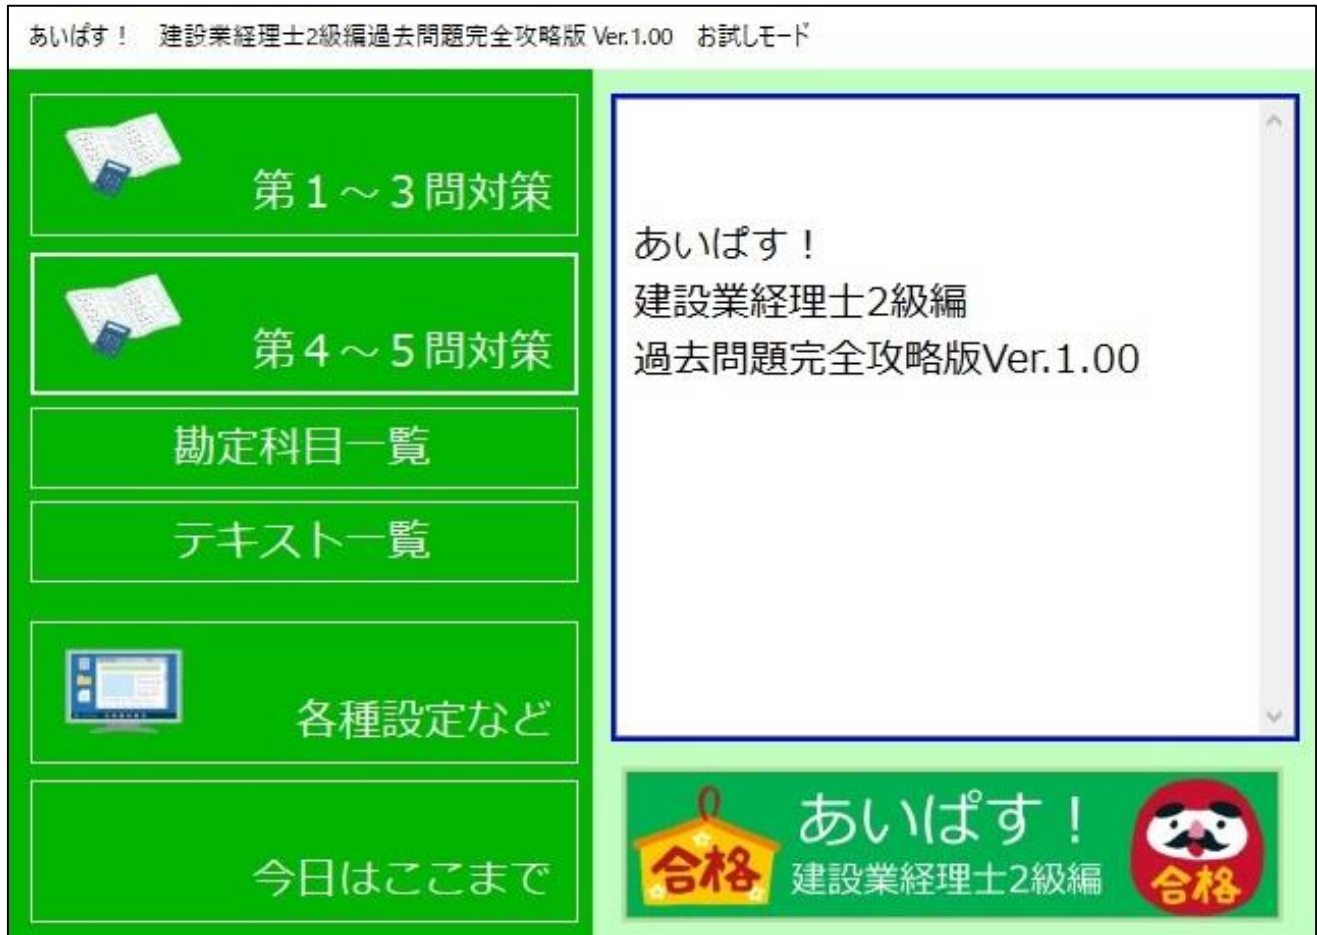 あいぱす！　建設業経理士2級編過去問題完全攻略版 Ver.1.00　お試しモード
第１～３問対策
第４～５問対策
勘定科目一覧
テキスト一覧
各種設定など
今日はここまで
あいぱす！
建設業経理士2級編
過去問題完全攻略版Ver.1.00
合格
あいぱす！
建設業経理士2級編
合格